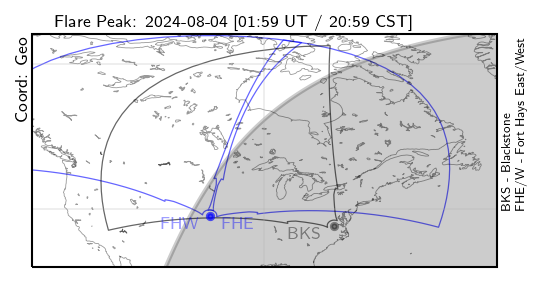 Flare Peak: 2024-08-04 [01:59 UT / 20:59 CST]
Coord: Geo
FHW
FHE
BKS
BKS - Blackstone
FHE/W - Fort Hays East/West